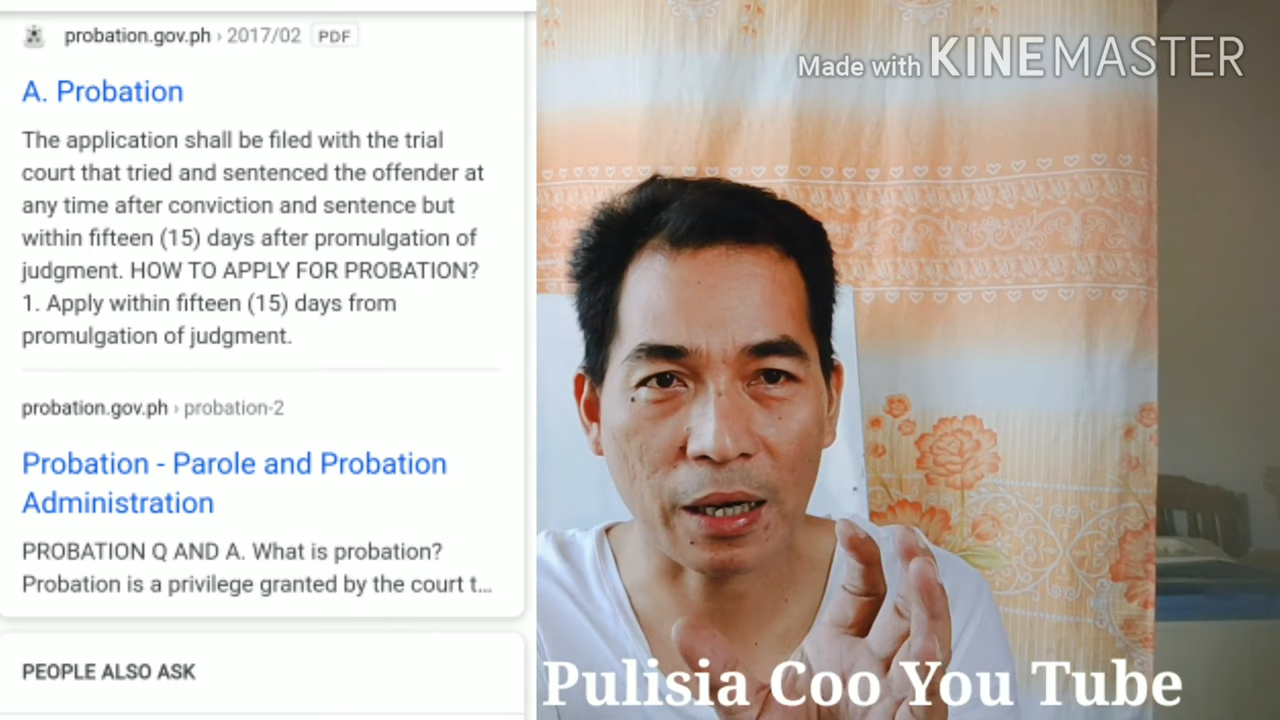 probation.gov.ph › 2017/02 PDF
A. Probation
The application shall be filed with the trial
court that tried and sentenced the offender at
any time after conviction and sentence but
within fifteen (15) days after promulgation of
judgment. HOW TO APPLY FOR PROBATION?
1. Apply within fifteen (15) days from
promulgation of judgment.
probation.gov.ph › probation-2
Probation - Parole and Probation
Administration
PROBATION Q AND A. What is probation?
Probation is a privilege granted by the court t...
PEOPLE ALSO ASK
Made with KINEMASTER
Pulisia Coo You Tube